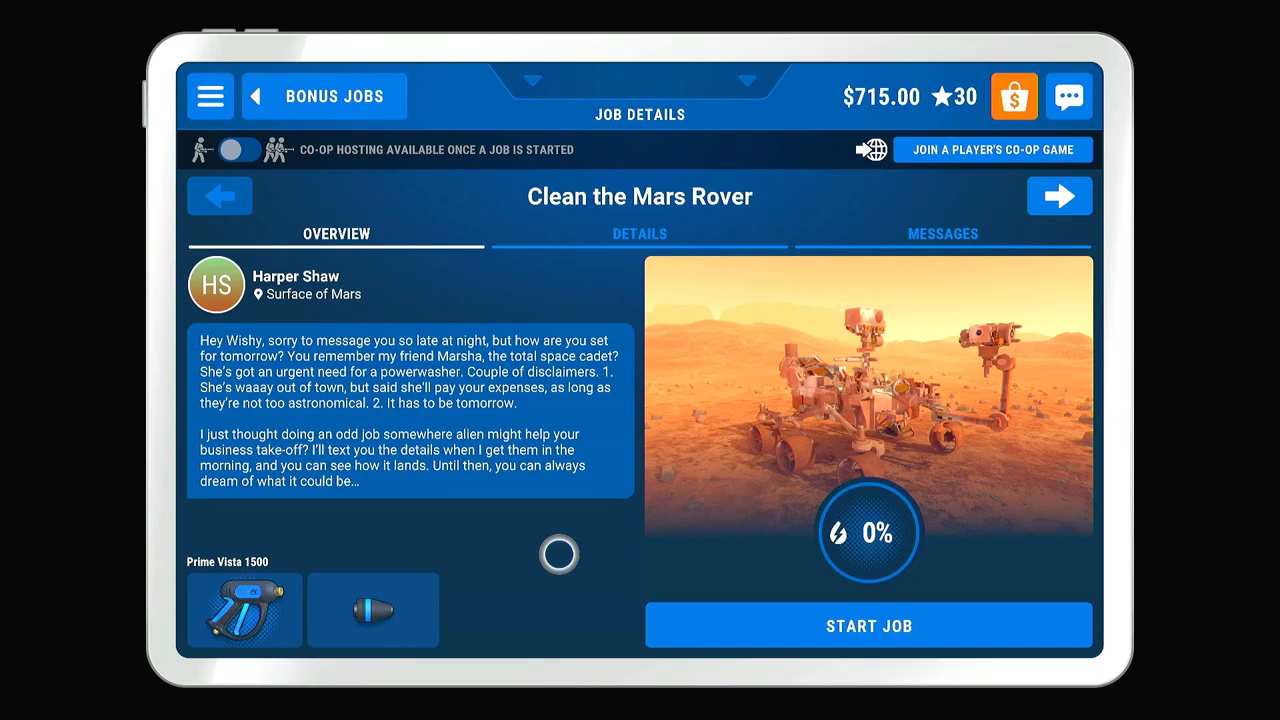 BONUS JOBS
JOB DETAILS
$715.00 ★30
CO-OP HOSTING AVAILABLE ONCE A JOB IS STARTED
JOIN A PLAYER'S CO-OP GAME
Clean the Mars Rover
OVERVIEW
DETAILS
MESSAGES
HS
Harper Shaw
Surface of Mars
Hey Wishy, sorry to message you so late at night, but how are you set
for tomorrow? You remember my friend Marsha, the total space cadet?
She's got an urgent need for a powerwasher. Couple of disclaimers. 1.
She's waaay out of town, but said she'll pay your expenses, as long as
they're not too astronomical. 2. It has to be tomorrow.
I just thought doing an odd job somewhere alien might help your
business take-off? I'll text you the details when I get them in the
morning, and you can see how it lands. Until then, you can always
dream of what it could be…
0%
Prime Vista 1500
START JOB